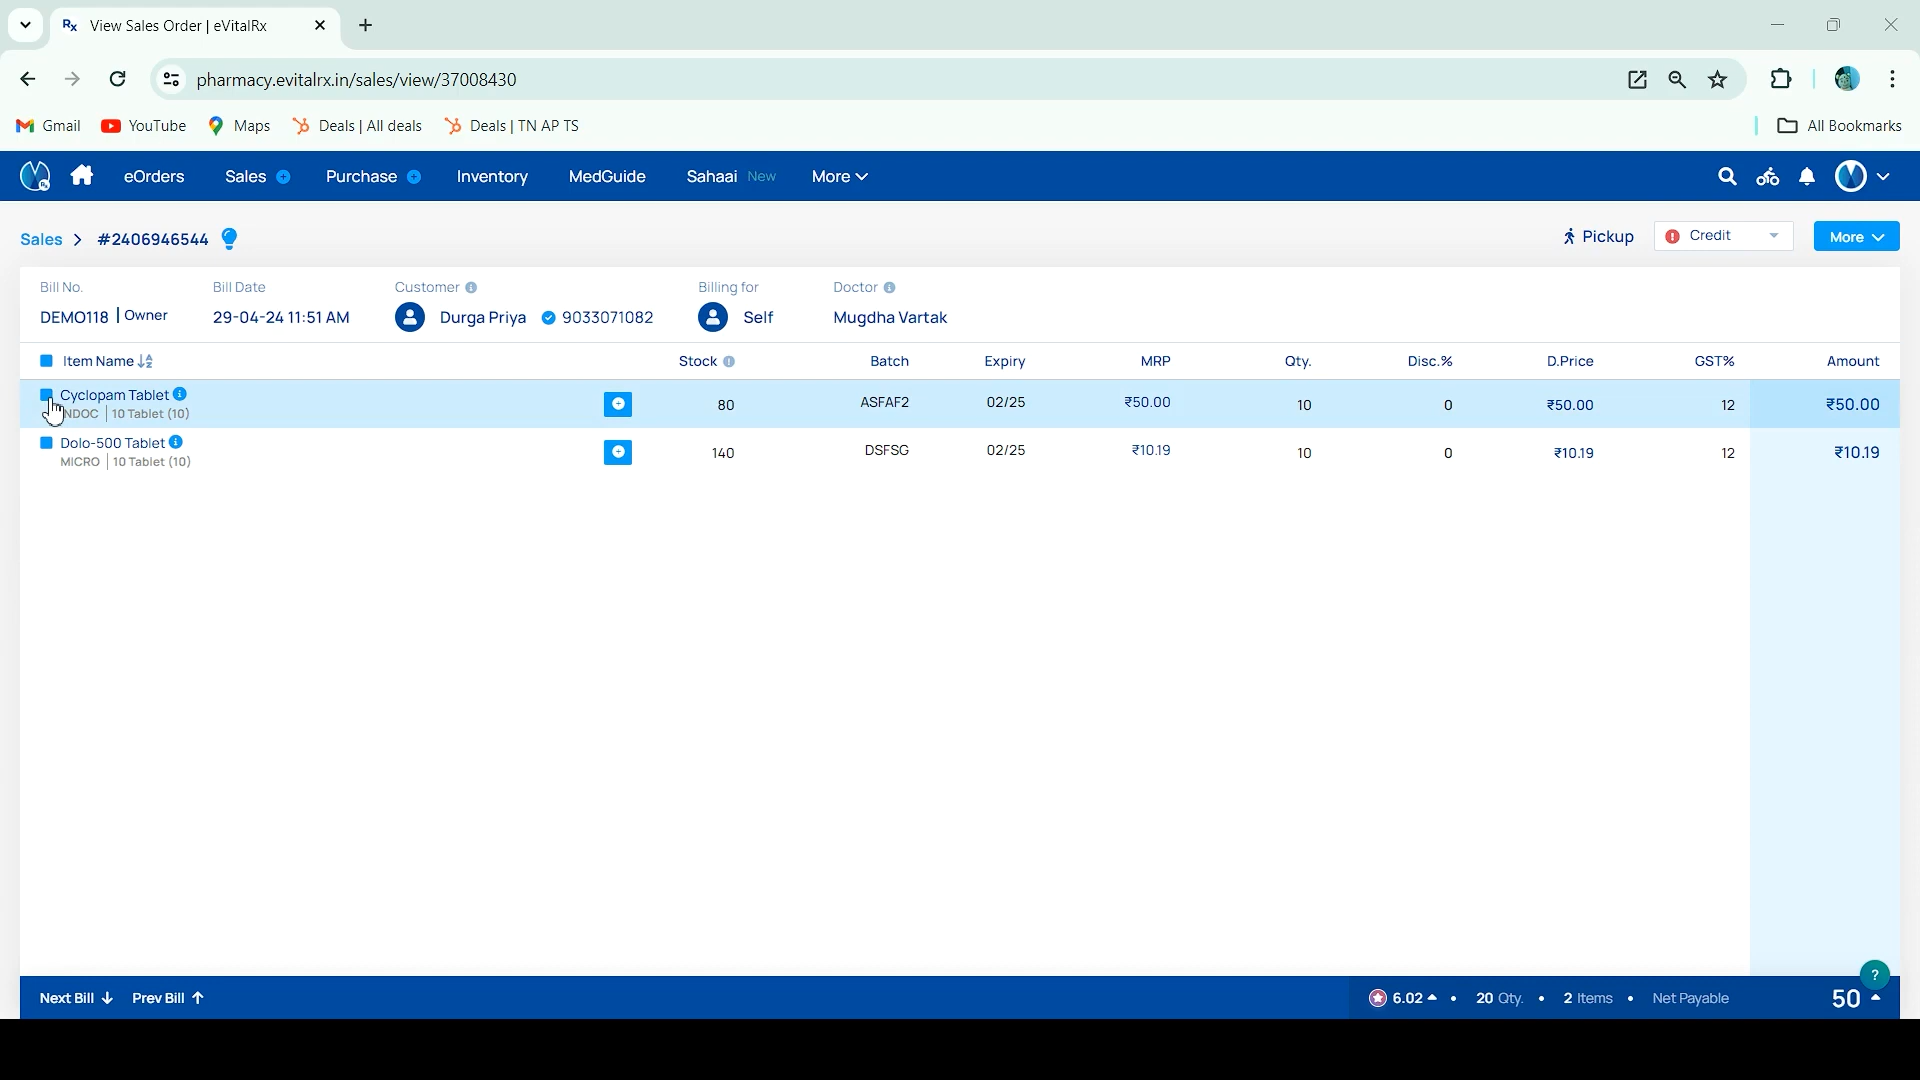 Rx View Sales Order | eVitalRx
pharmacy.evitalrx.in/sales/view/37008430
Gmail YouTube Maps Deals | All deals Deals | TN AP TS All Bookmarks
eOrders Sales Purchase Inventory MedGuide Sahaai New More
Sales > #2406946544 Pickup Credit More
Bill No. Bill Date Customer Billing for Doctor
DEMO118 | Owner 29-04-24 11:51 AM Durga Priya 9033071082 Self Mugdha Vartak
Item Name Stock Batch Expiry MRP Qty. Disc.% D.Price GST% Amount
Cyclopam Tablet 80 ASFAF2 02/25 ₹50.00 10 0 ₹50.00 12 ₹50.00
NDOC | 10 Tablet (10)
Dolo-500 Tablet 140 DSFSG 02/25 ₹10.19 10 0 ₹10.19 12 ₹10.19
MICRO | 10 Tablet (10)
?
Next Bill Prev Bill 6.02 • 20 Qty. • 2 Items • Net Payable 50